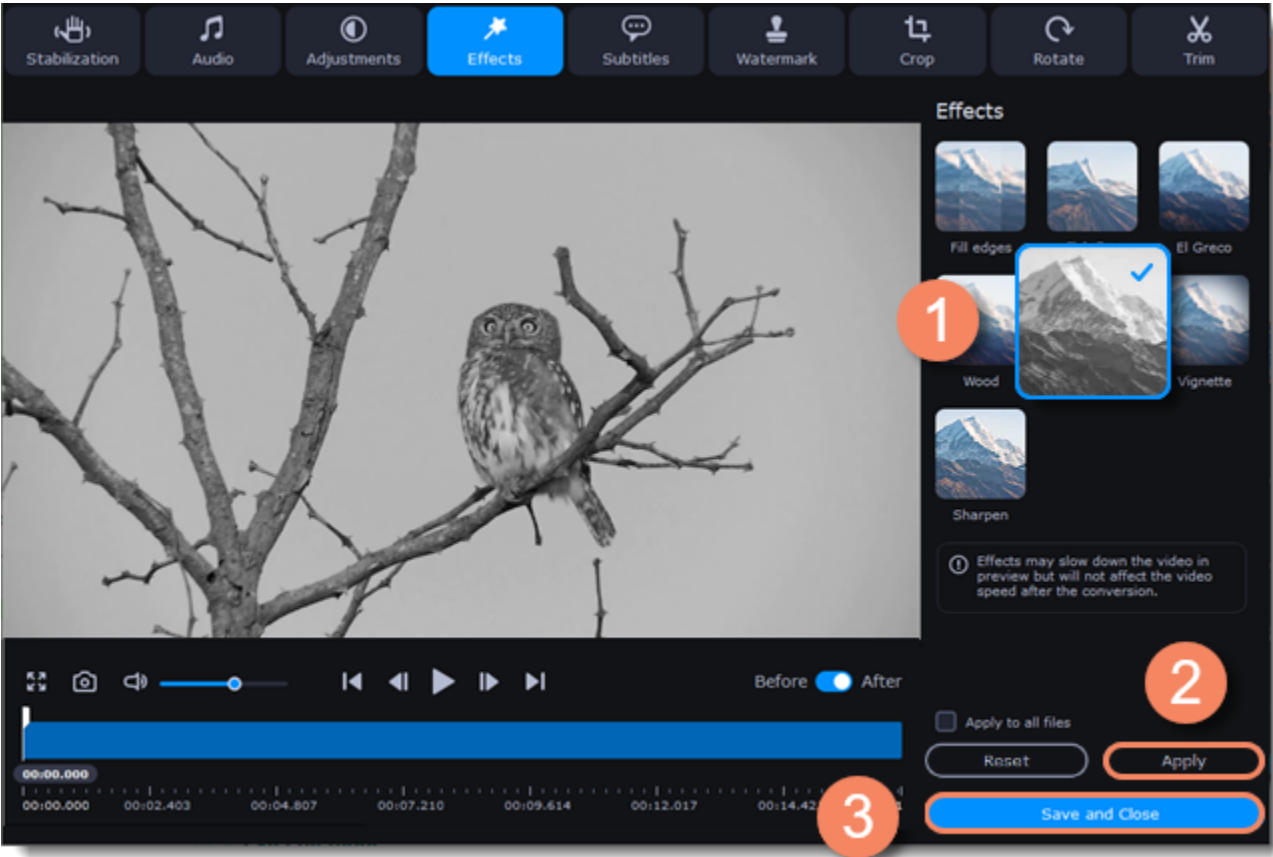 Stabilization
Audio
Adjustments
Effects
Subtitles
Watermark
Crop
Rotate
Trim
Effects
Fill edges
El Greco
1
Wood
Vignette
Sharpen
Effects may slow down the video in
preview but will not affect the video
speed after the conversion.
Before
After
2
Apply to all files
Reset
Apply
00:00.000
00:00.000
00:02.403
00:04.807
00:07.210
00:09.614
00:12.017
3
Save and Close